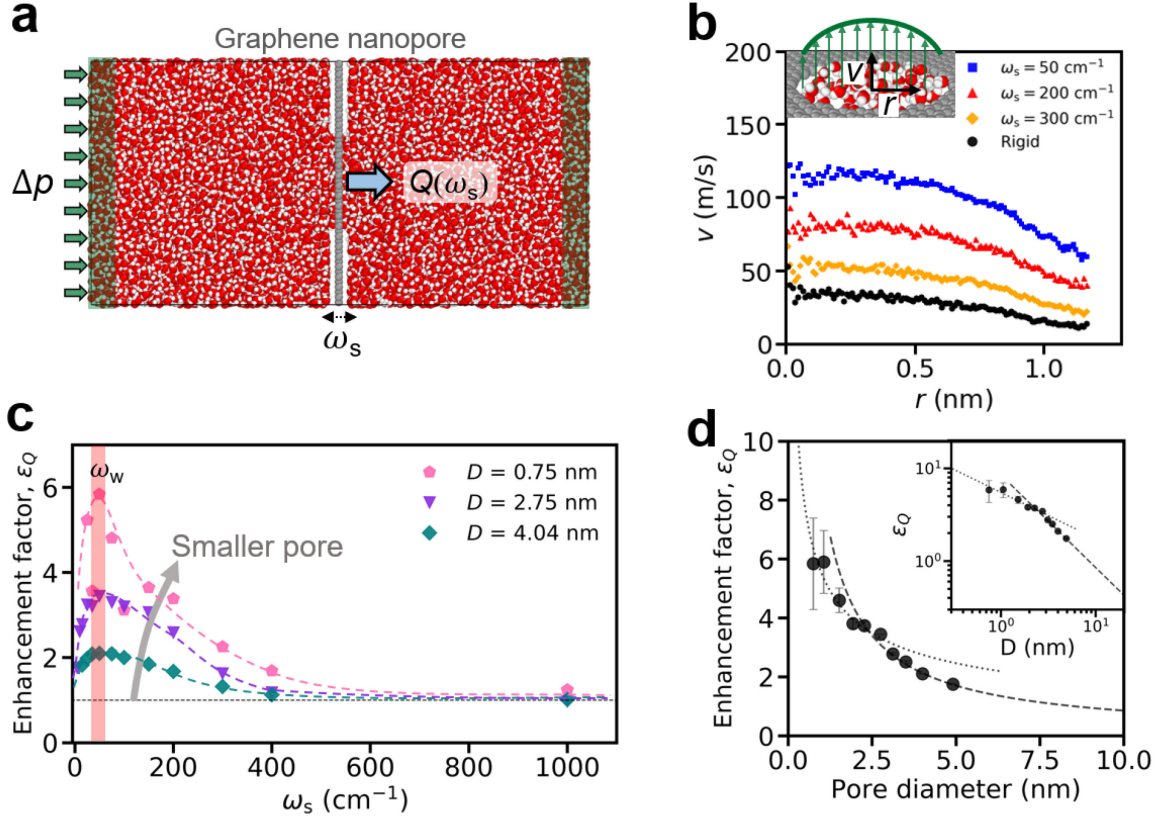 a
Graphene nanopore
Δp
Q(ωs)
ωs
b
200
150
100
50
0
0.0
0.5
1.0
v (m/s)
r (nm)
v
r
ωs = 50 cm⁻¹
ωs = 200 cm⁻¹
ωs = 300 cm⁻¹
Rigid
c
Enhancement factor, εQ
6
4
2
0
ωw
D = 0.75 nm
D = 2.75 nm
D = 4.04 nm
Smaller pore
0
200
400
600
800
1000
ωs (cm⁻¹)
d
Enhancement factor, εQ
10
8
6
4
2
0
εQ
10¹
10⁰
10⁰
10¹
D (nm)
0.0
2.5
5.0
7.5
10.0
Pore diameter (nm)